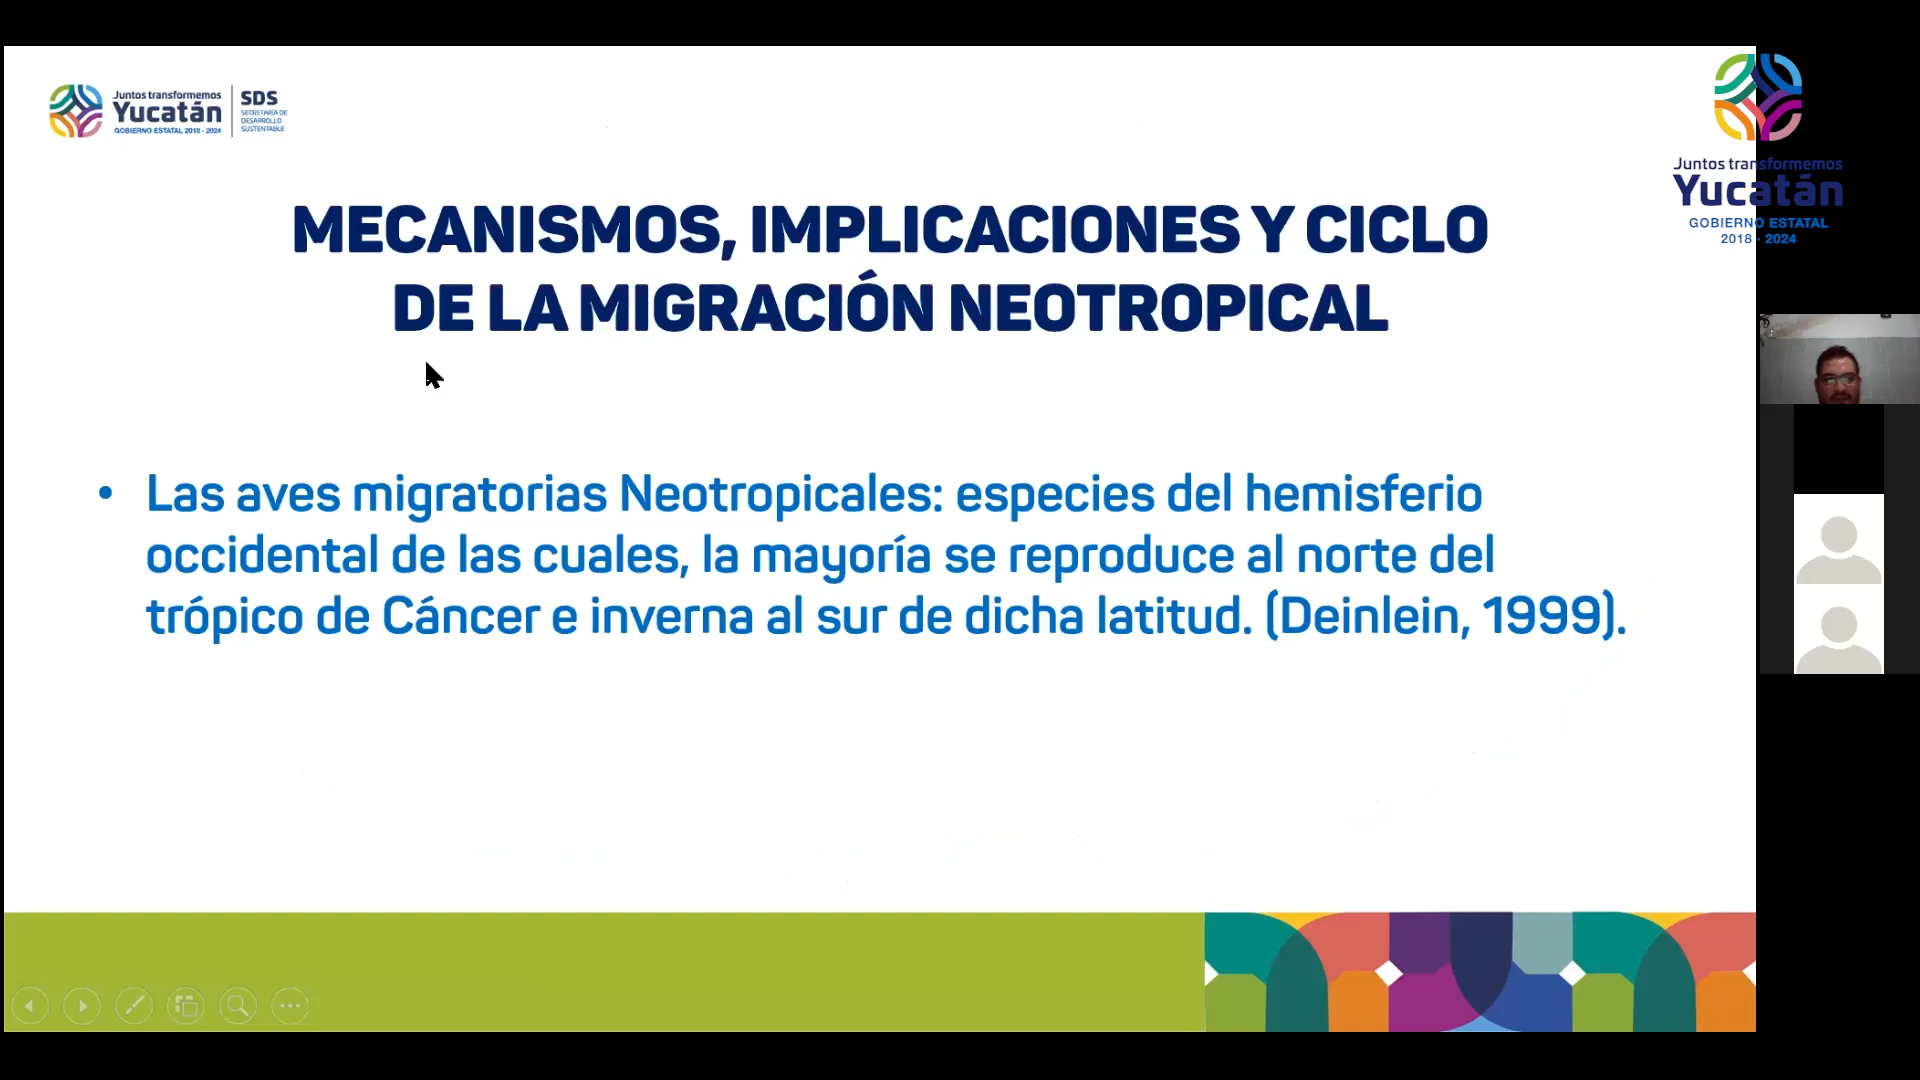 Juntos transformemos
Yucatán
GOBIERNO ESTATAL 2018 - 2024
SDS
SECRETARÍA DE
DESARROLLO
SUSTENTABLE
Juntos transformemos
Yucatán
GOBIERNO ESTATAL
2018 - 2024
MECANISMOS, IMPLICACIONES Y CICLO
DE LA MIGRACIÓN NEOTROPICAL
• Las aves migratorias Neotropicales: especies del hemisferio
occidental de las cuales, la mayoría se reproduce al norte del
trópico de Cáncer e inverna al sur de dicha latitud. (Deinlein, 1999).